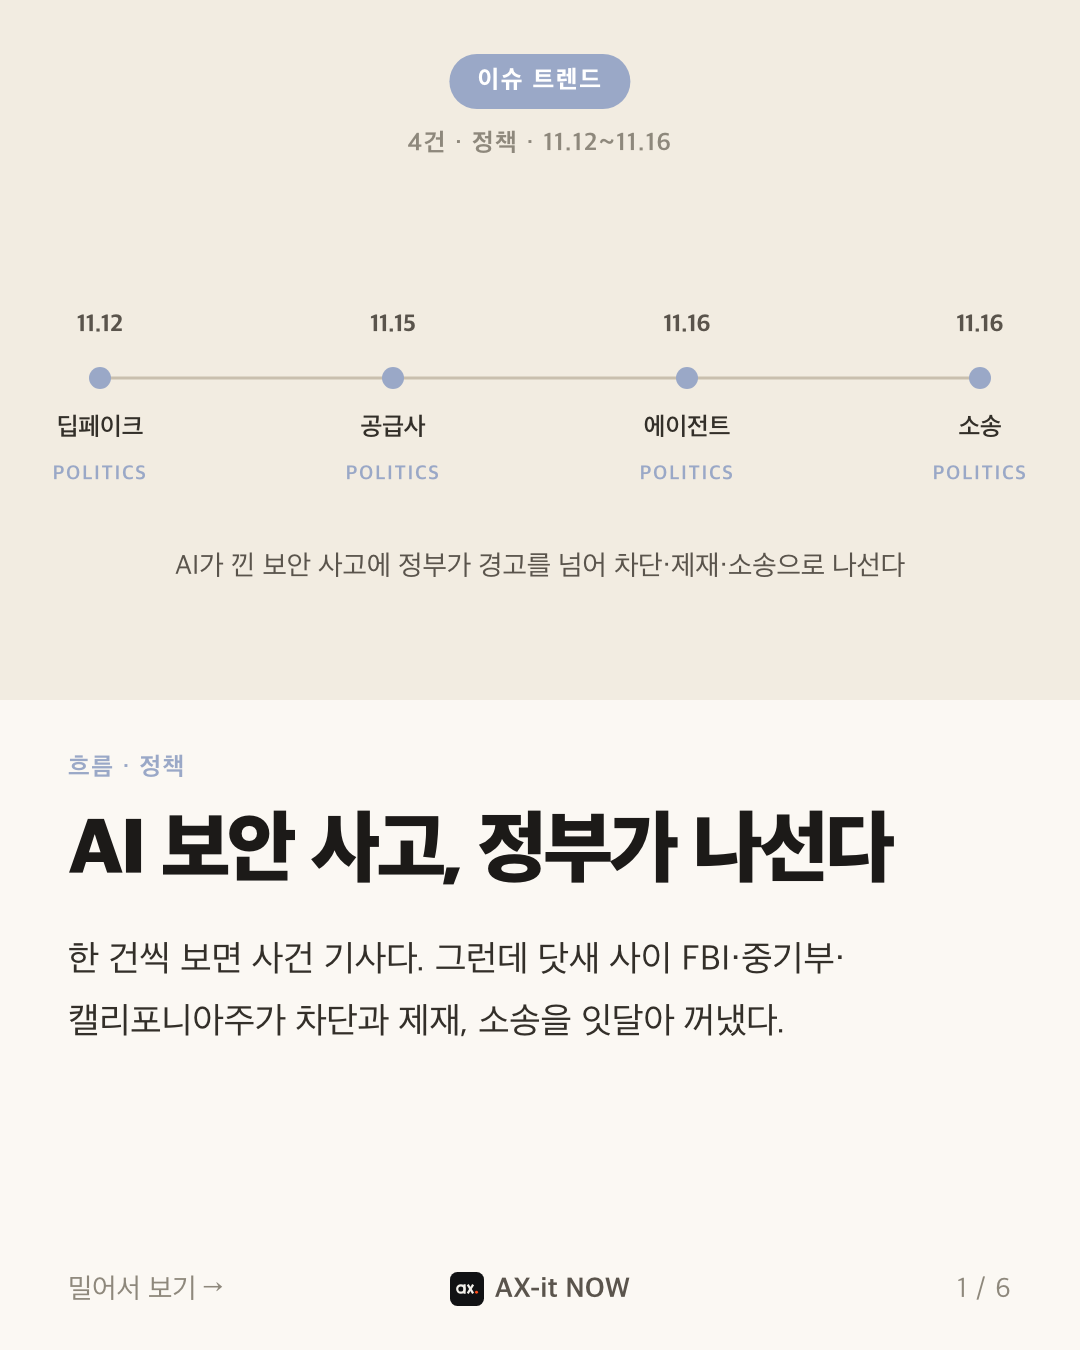 이슈 트렌드
4건 · 정책 · 11.12~11.16
11.12 11.15 11.16 11.16
딥페이크 공급사 에이전트 소송
POLITICS POLITICS POLITICS POLITICS
AI가 낀 보안 사고에 정부가 경고를 넘어 차단·제재·소송으로 나선다
흐름 · 정책
AI 보안 사고, 정부가 나선다
한 건씩 보면 사건 기사다. 그런데 닷새 사이 FBI·중기부·
캘리포니아주가 차단과 제재, 소송을 잇달아 꺼냈다.
밀어서 보기 → ax. AX-it NOW 1 / 6